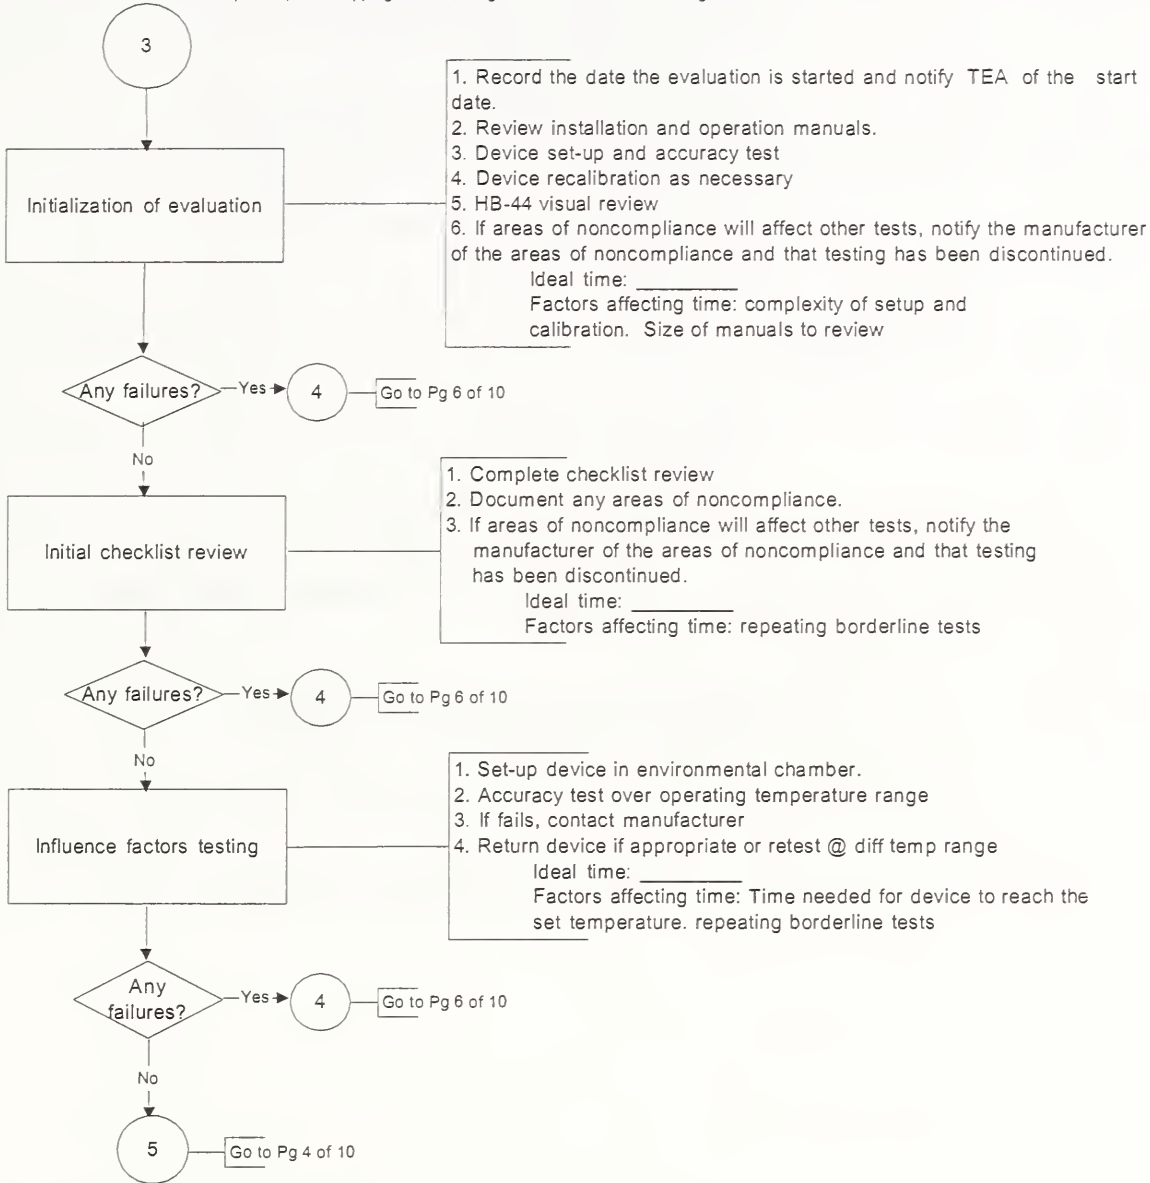 3
1. Record the date the evaluation is started and notify TEA of the start
date.
2. Review installation and operation manuals.
3. Device set-up and accuracy test
4. Device recalibration as necessary
5. HB-44 visual review
6. If areas of noncompliance will affect other tests, notify the manufacturer
of the areas of noncompliance and that testing has been discontinued.
Ideal time: __________
Factors affecting time: complexity of setup and
calibration. Size of manuals to review
Initialization of evaluation
Any failures?
Yes
4
Go to Pg 6 of 10
No
1. Complete checklist review
2. Document any areas of noncompliance.
3. If areas of noncompliance will affect other tests, notify the
manufacturer of the areas of noncompliance and that testing
has been discontinued.
Ideal time: __________
Factors affecting time: repeating borderline tests
Initial checklist review
Any failures?
Yes
4
Go to Pg 6 of 10
No
1. Set-up device in environmental chamber.
2. Accuracy test over operating temperature range
3. If fails, contact manufacturer
4. Return device if appropriate or retest @ diff temp range
Ideal time: __________
Factors affecting time: Time needed for device to reach the
set temperature. repeating borderline tests
Influence factors testing
Any
failures?
Yes
4
Go to Pg 6 of 10
No
5
Go to Pg 4 of 10